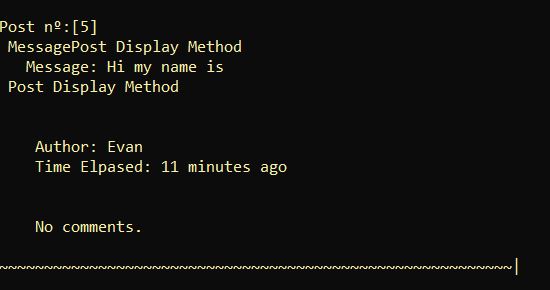 Post nº:[5]
MessagePost Display Method
Message: Hi my name is
Post Display Method
Author: Evan
Time Elpased: 11 minutes ago
No comments.
~~~~~~~~~~~~~~~~~~~~~~~~~~~~~~~~~~~~~~~~~~~~~~~~~~~~~~~~~|